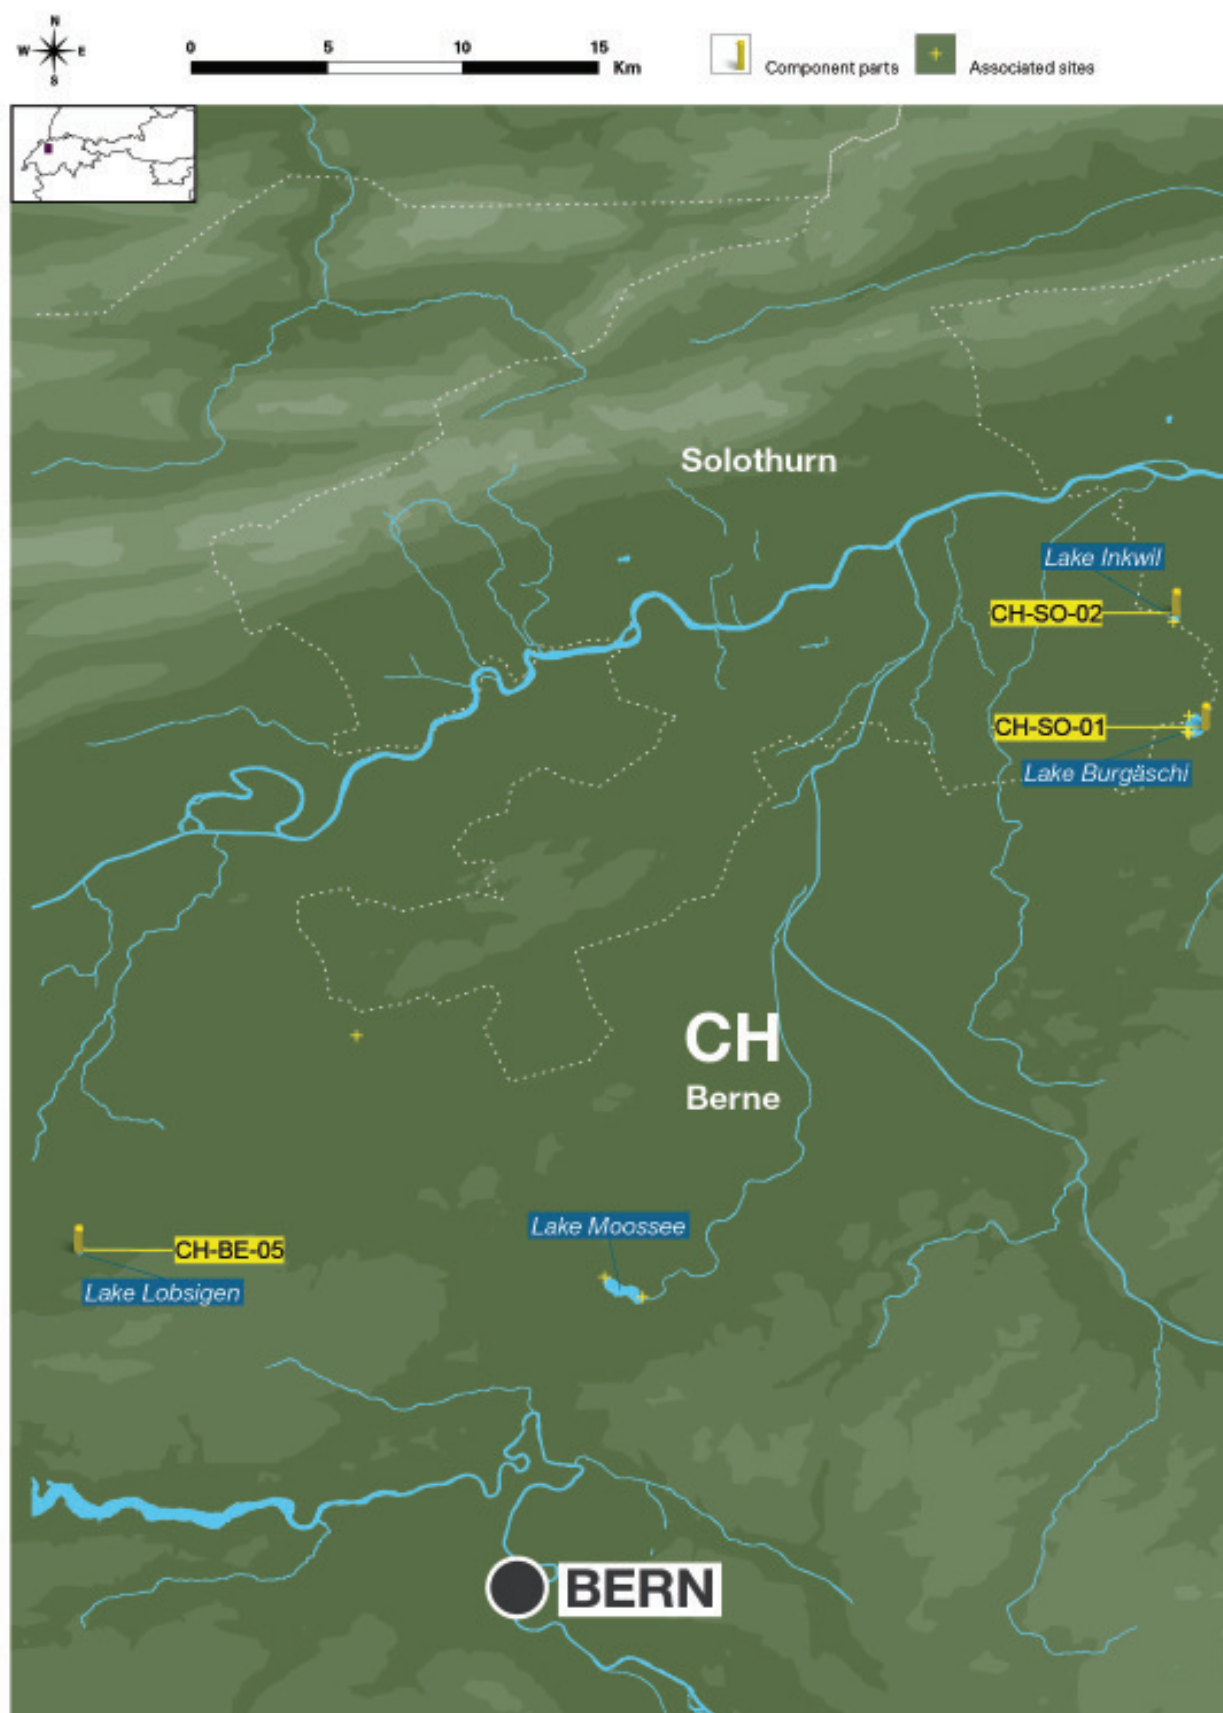 N
W E
S
0 5 10 15
Km
Component parts
Associated sites
Solothurn
Lake Inkwil
CH-SO-02
CH-SO-01
Lake Burgäschi
CH
Berne
Lake Moossee
CH-BE-05
Lake Lobsigen
BERN